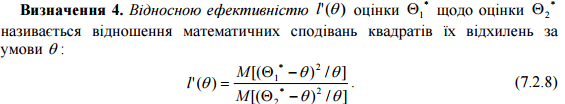 Визначення 4. Відносною ефективністю l'(θ) оцінки Θ₁* щодо оцінки Θ₂*
називається відношення математичних сподівань квадратів їх відхилень за
умови θ :
l'(θ) = M[(Θ₁* − θ)² / θ] / M[(Θ₂* − θ)² / θ] . (7.2.8)